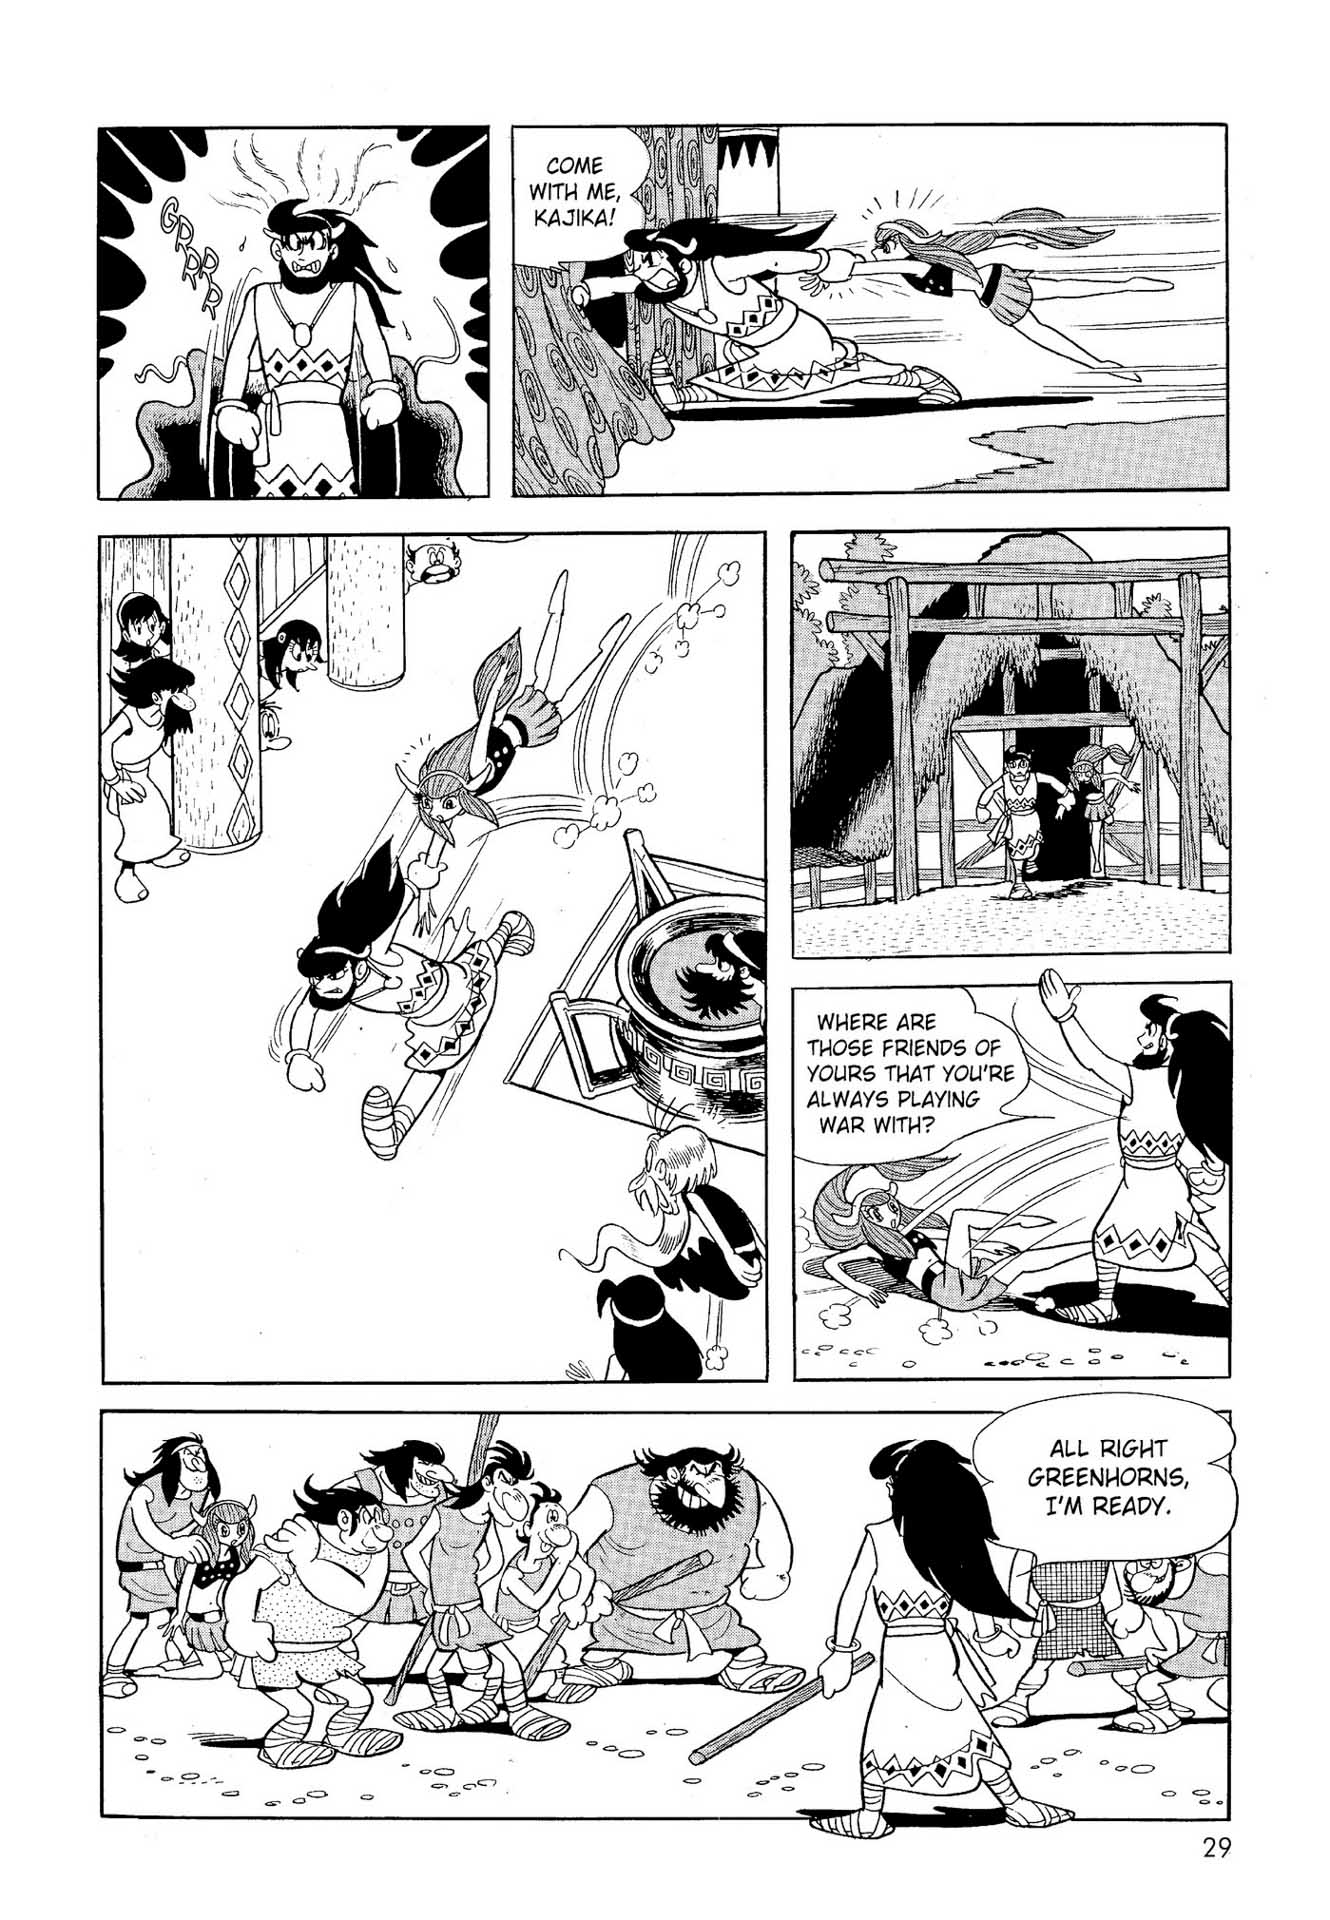 GRRRR
COME
WITH ME,
KAJIKA!
WHERE ARE
THOSE FRIENDS OF
YOURS THAT YOU'RE
ALWAYS PLAYING
WAR WITH?
ALL RIGHT
GREENHORNS,
I'M READY.
29